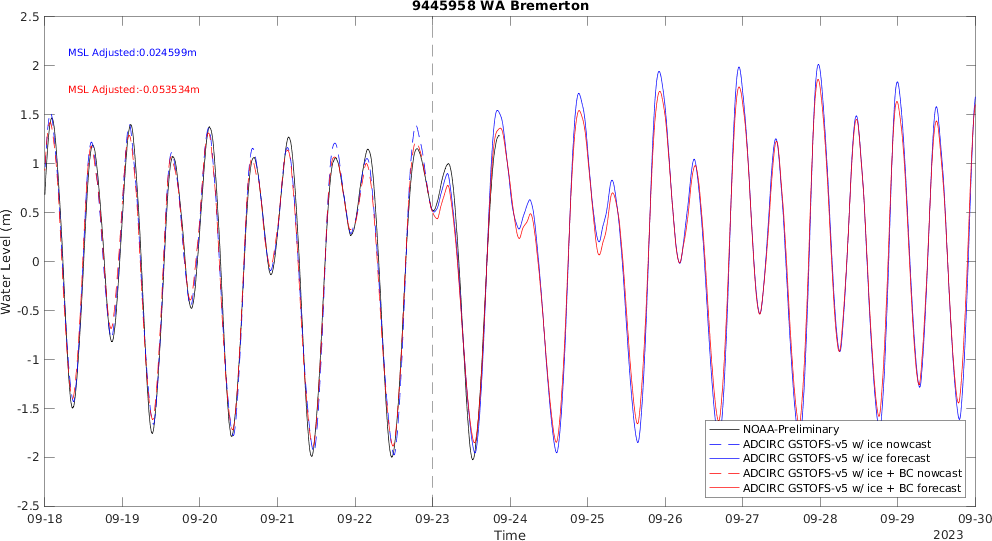 9445958 WA Bremerton
2.5
2
1.5
1
0.5
0
-0.5
-1
-1.5
-2
-2.5
Water Level (m)
MSL Adjusted:0.024599m
MSL Adjusted:-0.053534m
NOAA-Preliminary
ADCIRC GSTOFS-v5 w/ ice nowcast
ADCIRC GSTOFS-v5 w/ ice forecast
ADCIRC GSTOFS-v5 w/ ice + BC nowcast
ADCIRC GSTOFS-v5 w/ ice + BC forecast
09-18 09-19 09-20 09-21 09-22 09-23 09-24 09-25 09-26 09-27 09-28 09-29 09-30
Time
2023